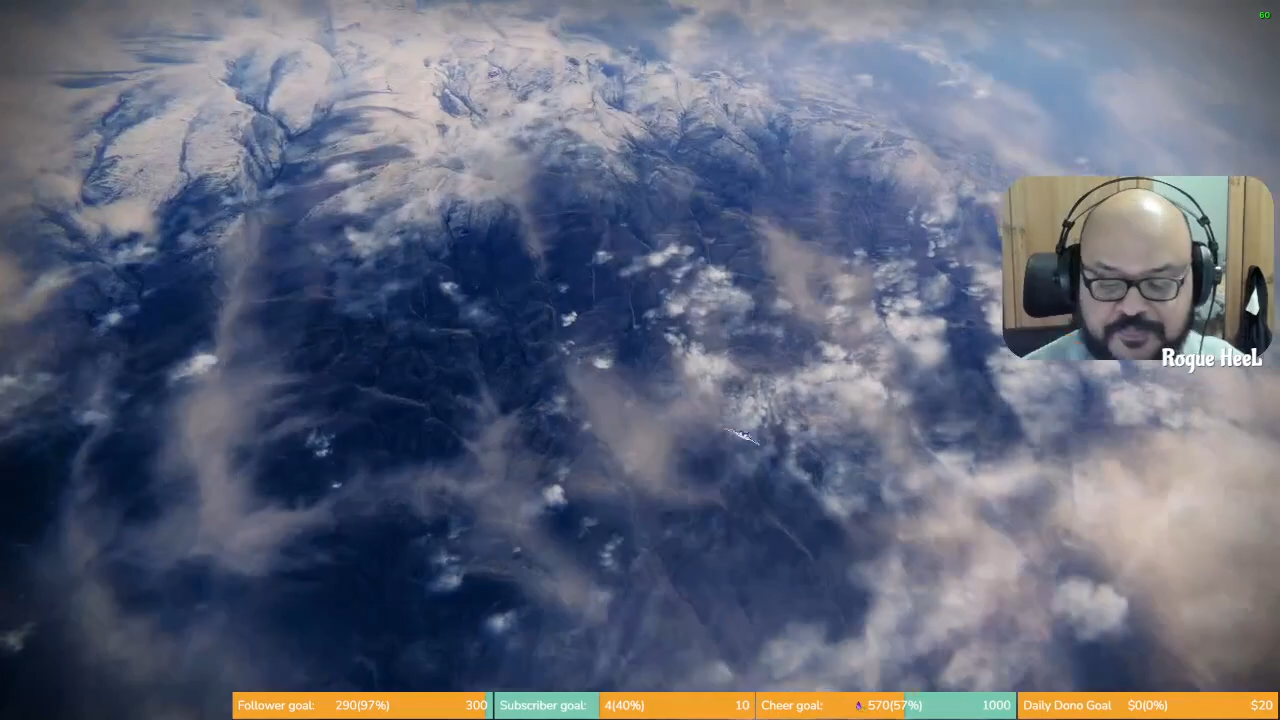 60
Rogue HeeL
Follower goal: 290(97%) 300 Subscriber goal: 4(40%) 10 Cheer goal: 570(57%) 1000 Daily Dono Goal $0(0%) $20